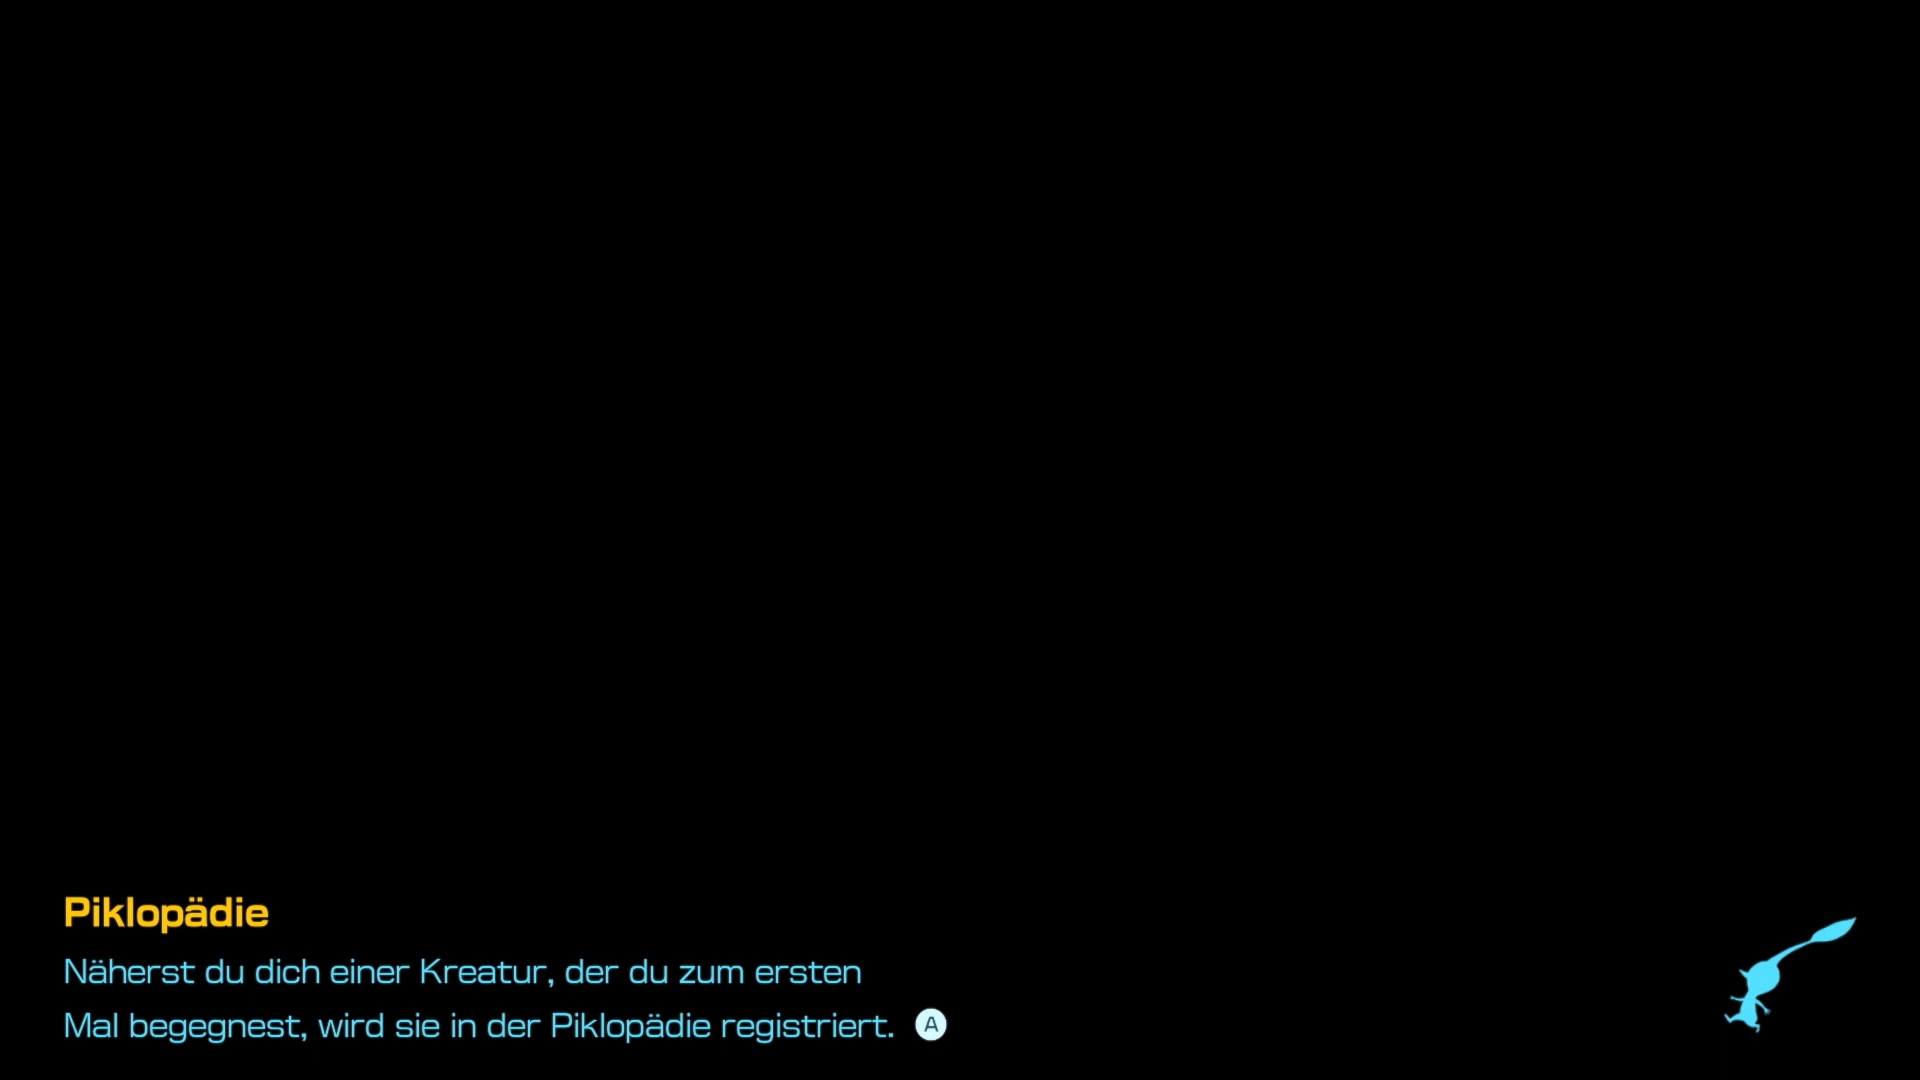 Piklopädie
Näherst du dich einer Kreatur, der du zum ersten
Mal begegnest, wird sie in der Piklopädie registriert. A